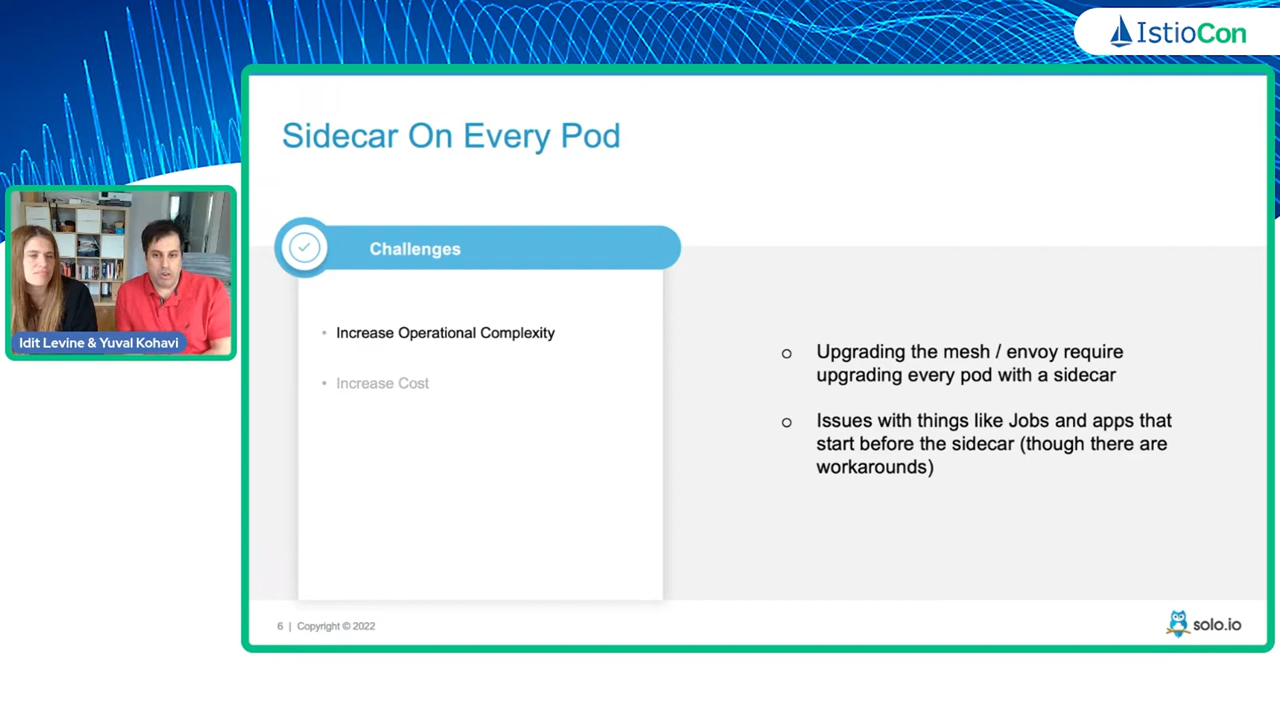 IstioCon
Sidecar On Every Pod
Challenges
• Increase Operational Complexity
• Increase Cost
o Upgrading the mesh / envoy require
upgrading every pod with a sidecar
o Issues with things like Jobs and apps that
start before the sidecar (though there are
workarounds)
Idit Levine & Yuval Kohavi
6 | Copyright © 2022
solo.io